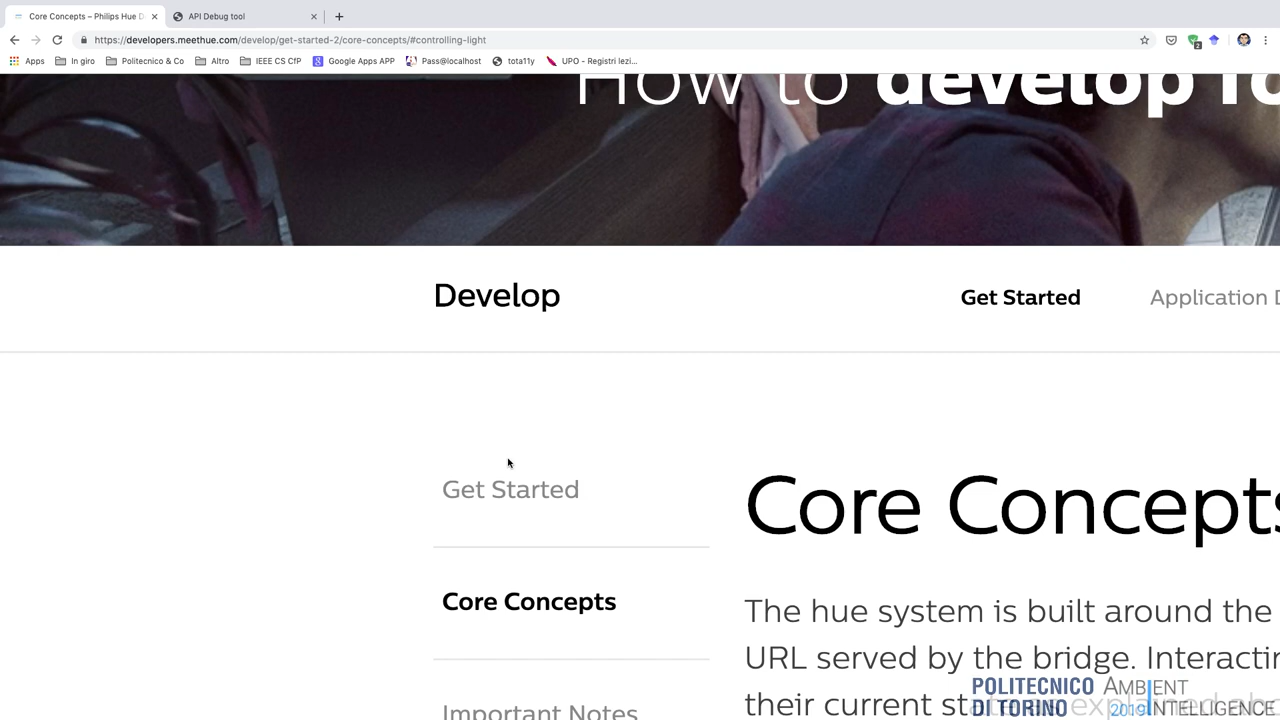 Core Concepts – Philips Hue D
API Debug tool
https://developers.meethue.com/develop/get-started-2/core-concepts/#controlling-light
2
Apps
In giro
Politecnico & Co
Altro
IEEE CS CfP
Google Apps APP
Pass@localhost
tota11y
UPO - Registri lezi...
How to develop fo
Develop
Get Started
Application D
Get Started
Core Concepts
Core Concepts
The hue system is built around the
URL served by the bridge. Interactin
Important Notes
their current st
explained
POLITECNICO
DI TORINO
AMBIENT
2019 INTELLIGENCE